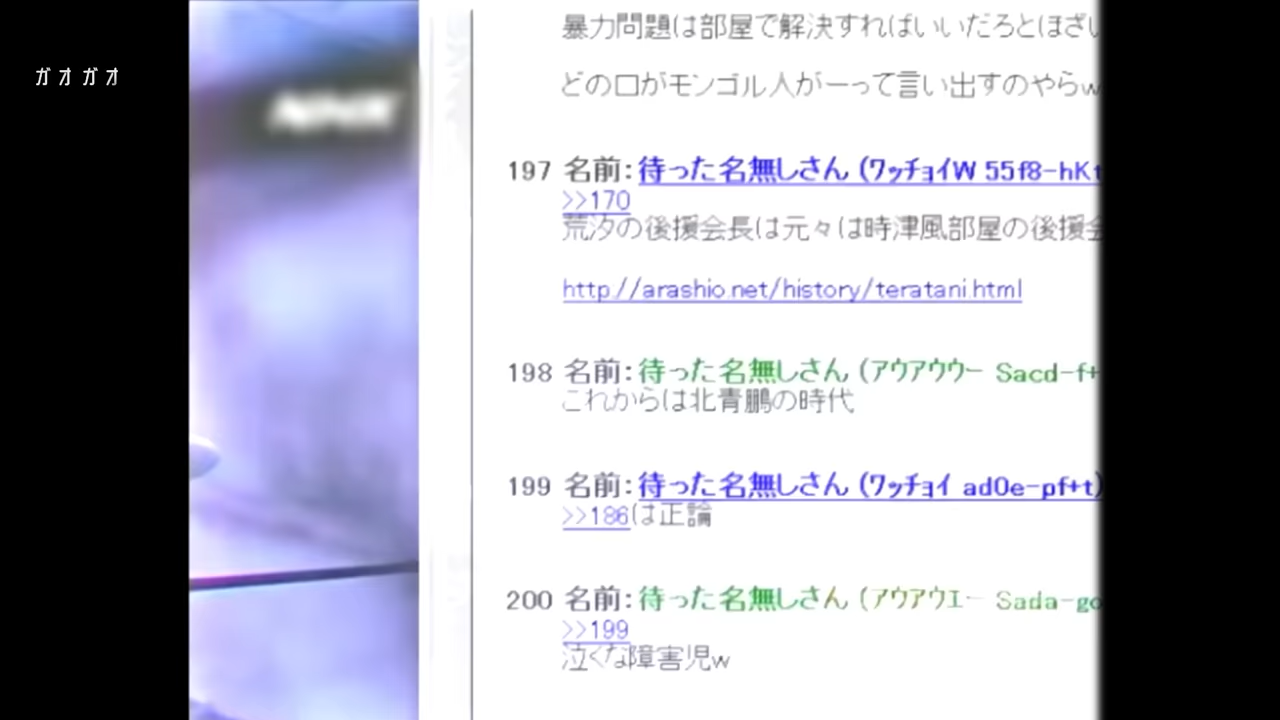 ガオガオ
NHK
暴力問題は部屋で解決すればいいだろとほざい
どの口がモンゴル人がーって言い出すのやらw
197 名前：待った名無しさん (ﾜｯﾁｮｲW 55f8-hKt
>>170
荒汐の後援会長は元々は時津風部屋の後援会
http://arashio.net/history/teratani.html
198 名前：待った名無しさん (ｱｳｱｳｳｰ Sacd-f+
これからは北青鵬の時代
199 名前：待った名無しさん (ﾜｯﾁｮｲ ad0e-pf+t)
>>186は正論
200 名前：待った名無しさん (ｱｳｱｳｴｰ Sada-go
>>199
泣くな障害児w